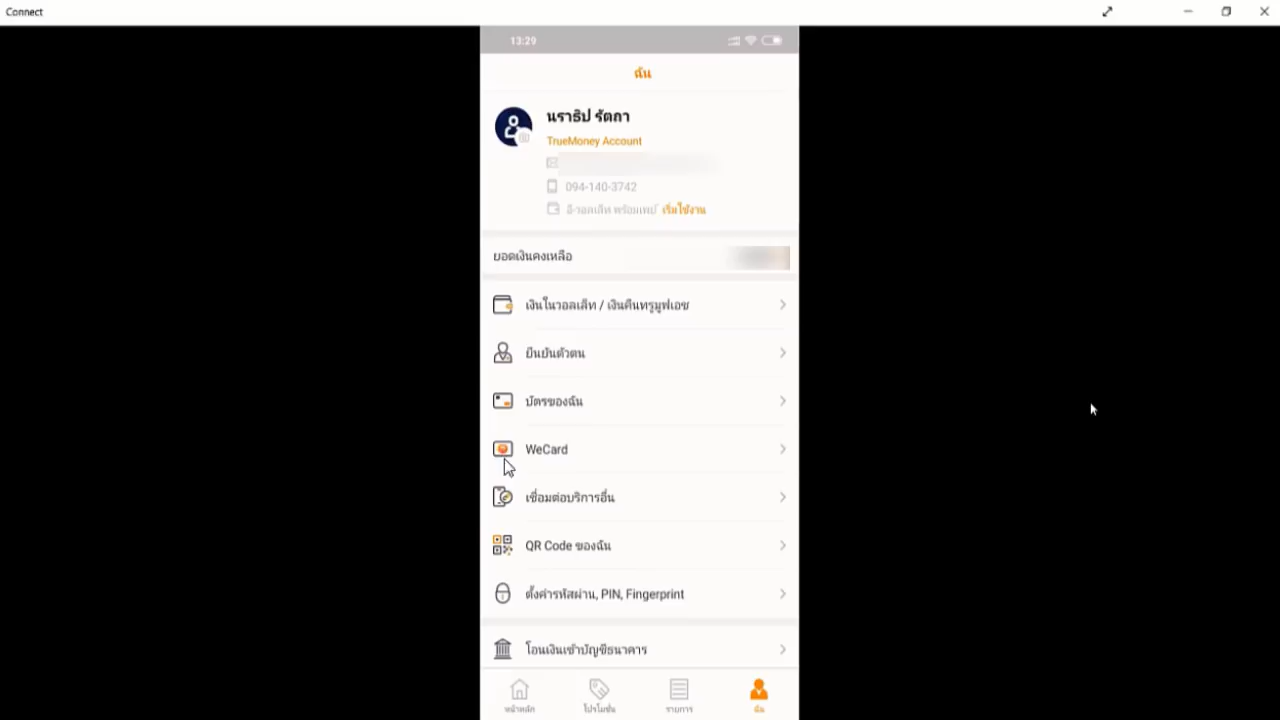 Connect
13:29
ฉัน
นราธิป รัตถา
TrueMoney Account
094-140-3742
อี-วอลเล็ท พร้อมเพย์ เริ่มใช้งาน
ยอดเงินคงเหลือ
เงินในวอลเล็ท / เงินคืนทรูมูฟเอช
ยืนยันตัวตน
บัตรของฉัน
WeCard
เชื่อมต่อบริการอื่น
QR Code ของฉัน
ตั้งค่ารหัสผ่าน, PIN, Fingerprint
โอนเงินเข้าบัญชีธนาคาร
หน้าหลัก
โปรโมชั่น
รายการ
ฉัน